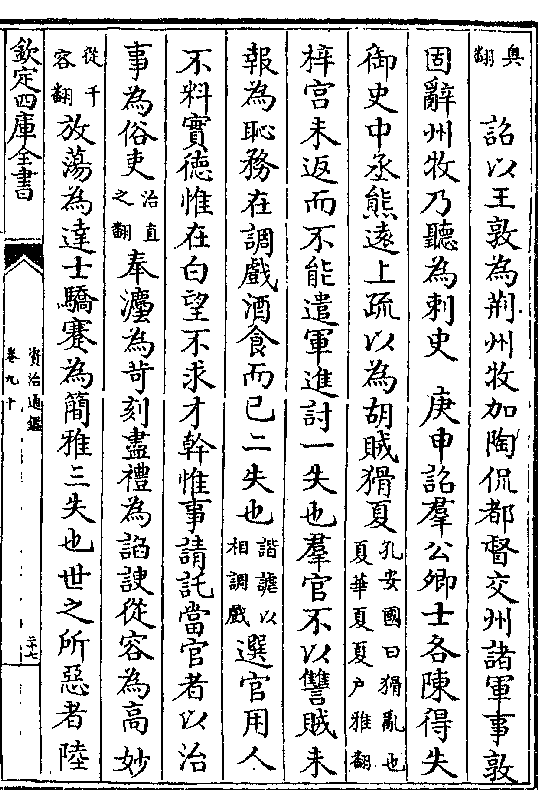 奥翻 詔以王敦為荆州牧加陶侃都督交州諸軍事敦
固辭州牧乃聽為刺史 庚申詔羣公卿士各陳得失
御史中丞熊遠上疏以為胡賊猾夏孔安國曰猾亂也夏華夏夏户雅翻
梓宫未返而不能遣軍進討一失也羣官不以讐賊未
報為恥務在調戲酒食而已二失也諧謔以相調戲選官用人
不料實德惟在白望不求才幹惟事請託當官者以治
事為俗吏治直之翻奉灋為苛刻盡禮為諂諛從容為高妙
從千容翻放蕩為達士驕蹇為簡雅三失也世之所惡者陸
欽定四庫全書
資治通鑑
卷九十
二十七